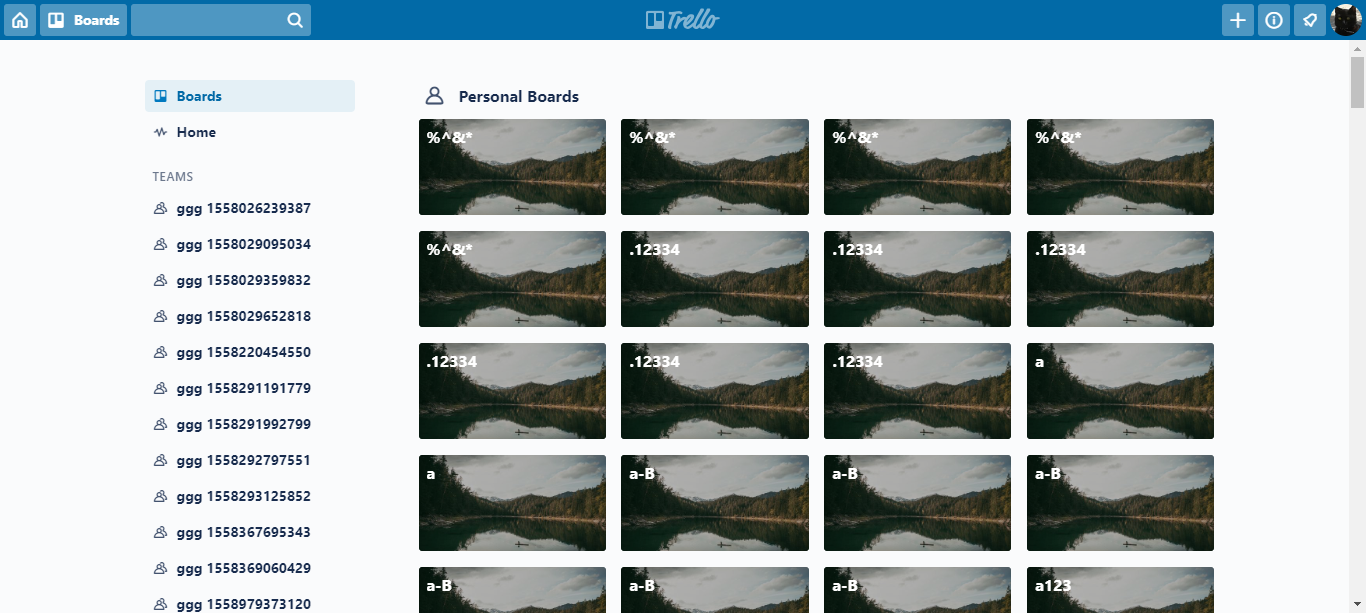 Boards
Trello
Boards
Home
TEAMS
ggg 1558026239387
ggg 1558029095034
ggg 1558029359832
ggg 1558029652818
ggg 1558220454550
ggg 1558291191779
ggg 1558291992799
ggg 1558292797551
ggg 1558293125852
ggg 1558367695343
ggg 1558369060429
ggg 1558979373120
Personal Boards
%^&* %^&* %^&* %^&*
%^&* .12334 .12334 .12334
.12334 .12334 .12334 a
a a-B a-B a-B
a-B a-B a-B a123